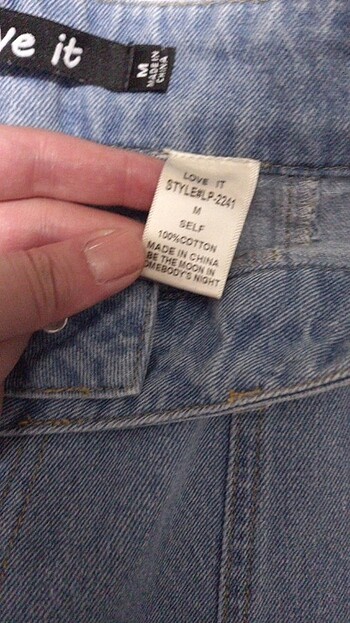 ve it
M
MADE IN
CHINA
LOVE IT
STYLE#LP-2241
M
SELF
100%COTTON
MADE IN CHINA
BE THE MOON IN
OMEBODY'S NIGHT